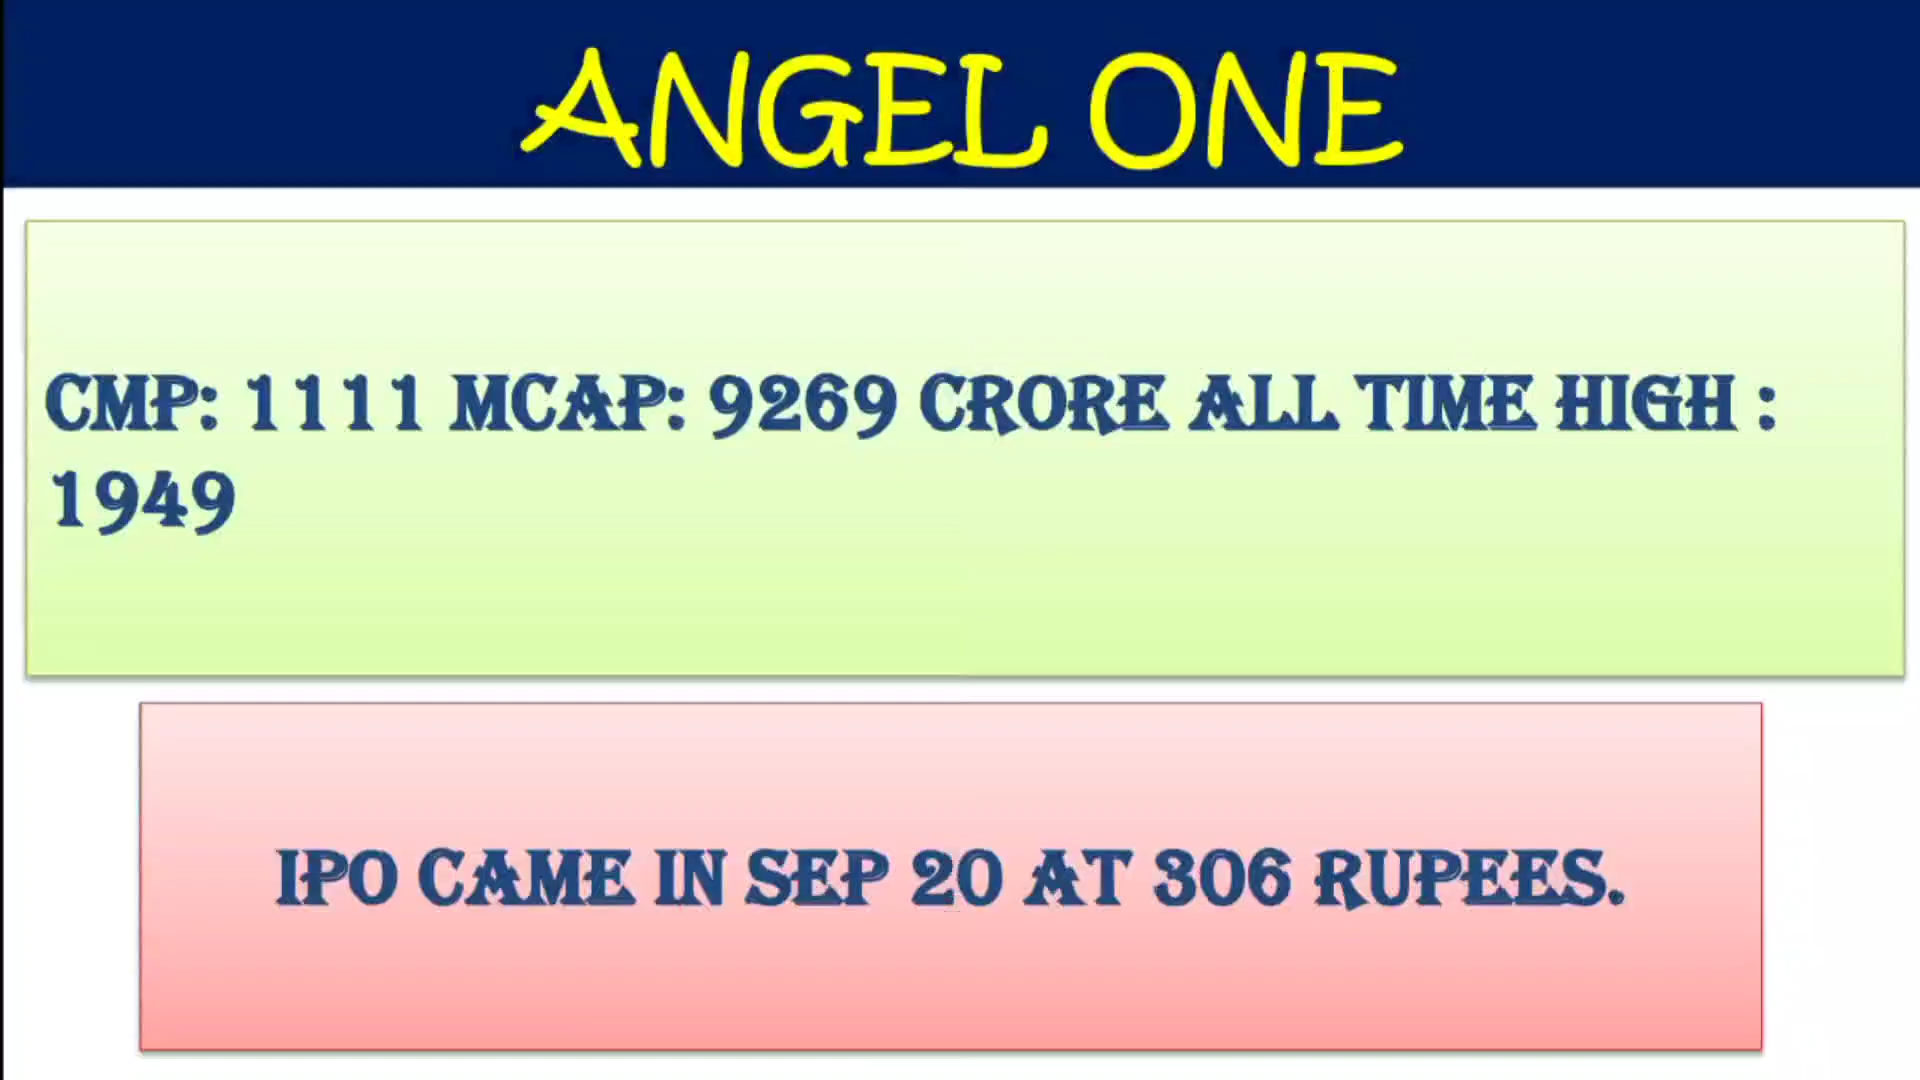 ANGEL ONE
CMP: 1111 MCAP: 9269 CRORE ALL TIME HIGH :
1949
IPO CAME IN SEP 20 AT 306 RUPEES.